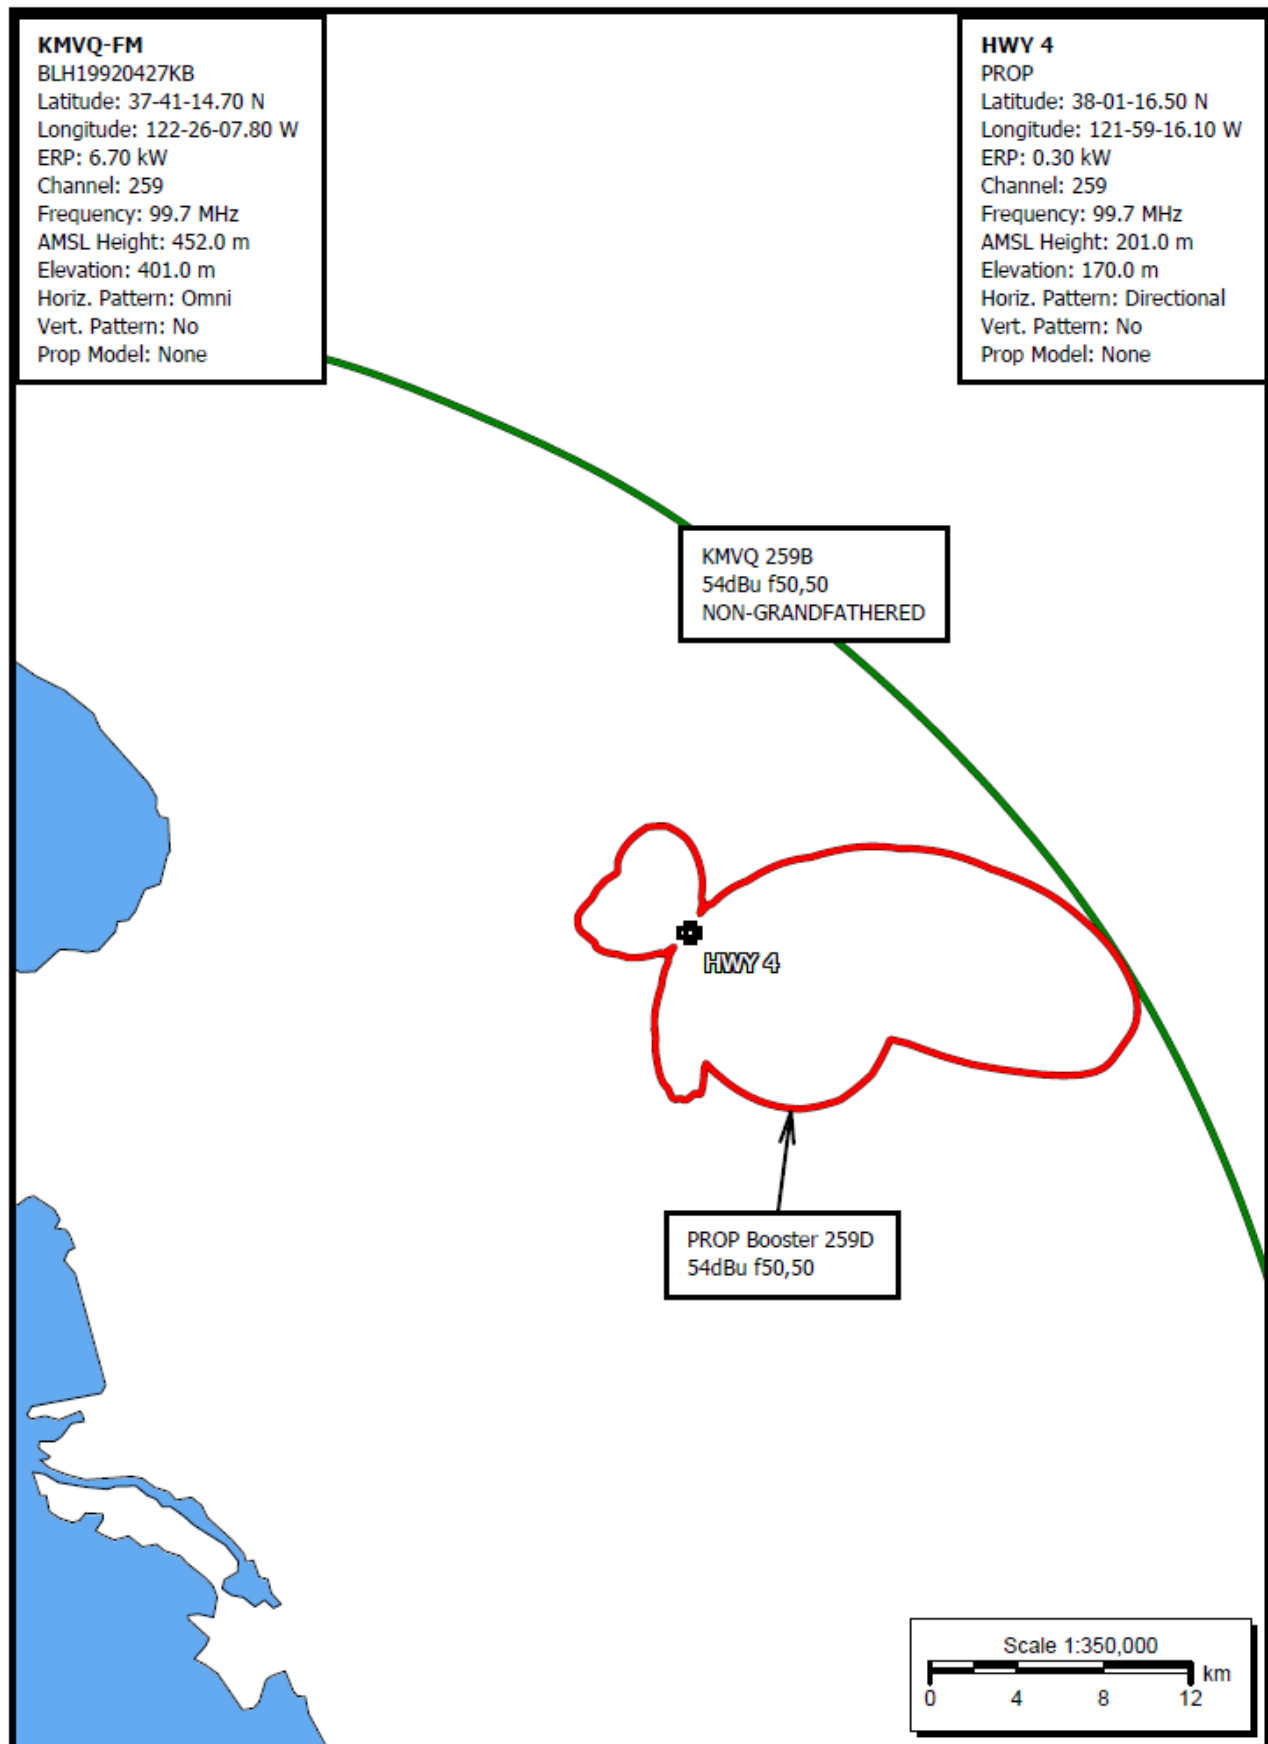 KMVQ-FM
BLH19920427KB
Latitude: 37-41-14.70 N
Longitude: 122-26-07.80 W
ERP: 6.70 kW
Channel: 259
Frequency: 99.7 MHz
AMSL Height: 452.0 m
Elevation: 401.0 m
Horiz. Pattern: Omni
Vert. Pattern: No
Prop Model: None
HWY 4
PROP
Latitude: 38-01-16.50 N
Longitude: 121-59-16.10 W
ERP: 0.30 kW
Channel: 259
Frequency: 99.7 MHz
AMSL Height: 201.0 m
Elevation: 170.0 m
Horiz. Pattern: Directional
Vert. Pattern: No
Prop Model: None
KMVQ 259B
54dBu f50,50
NON-GRANDFATHERED
HWY 4
PROP Booster 259D
54dBu f50,50
Scale 1:350,000
km
0 4 8 12